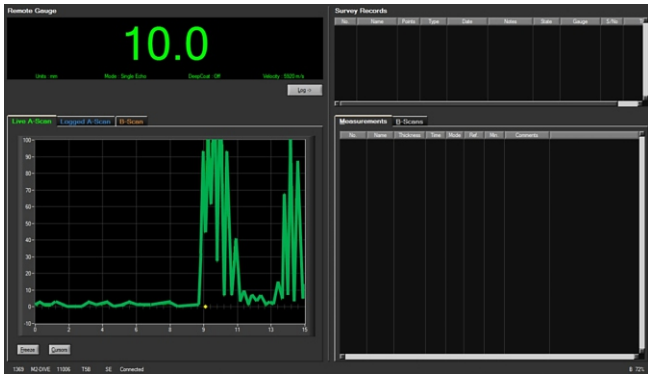 Remote Gauge
10.0
Units : mm
Mode : Single Echo
DeepCoat : Off
Log ->
Live A-Scan
Logged A-Scan
B-Scan
100
90
80
70
60
50
40
30
20
10
0
-10
0 2 4 6 8 9 11 13 15
Freeze
Cursors
Survey Records
No. Name Points Type Date Notes State Gauge S/No
Measurements
B-Scans
No. Name Thickness Time Mode Ref Min. Comments
SE Connected
72%